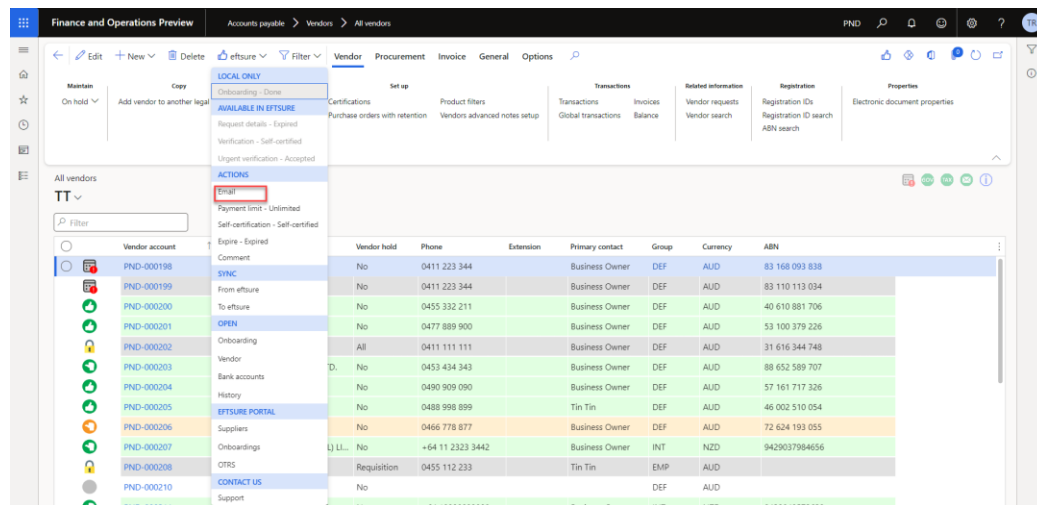 Finance and Operations Preview
Accounts payable > Vendors > All vendors
PND
?
TR
Edit
New
Delete
eftsure
Filter
Vendor
Procurement
Invoice
General
Options
0
Maintain
On hold
Copy
Add vendor to another legal
Set up
Certifications
Purchase orders with retention
Product filters
Vendors advanced notes setup
Transactions
Transactions
Global transactions
Invoices
Balance
Related information
Vendor requests
Vendor search
Registration
Registration IDs
Registration ID search
ABN search
Properties
Electronic document properties
LOCAL ONLY
Onboarding - Done
AVAILABLE IN EFTSURE
Request details - Expired
Verification - Self-certified
Urgent verification - Accepted
ACTIONS
Email
Payment limit - Unlimited
Self-certification - Self-certified
Expire - Expired
Comment
SYNC
From eftsure
To eftsure
OPEN
Onboarding
Vendor
Bank accounts
History
EFTSURE PORTAL
Suppliers
Onboardings
OTRS
CONTACT US
Support
All vendors
TT
Filter
Vendor account Vendor hold Phone Extension Primary contact Group Currency ABN
PND-000198 No 0411 223 344 Business Owner DEF AUD 83 168 093 838
PND-000199 No 0411 223 344 Business Owner DEF AUD 83 110 113 034
PND-000200 No 0455 332 211 Business Owner DEF AUD 40 610 881 706
PND-000201 No 0477 889 900 Business Owner DEF AUD 53 100 379 226
PND-000202 All 0411 111 111 Business Owner DEF AUD 31 616 344 748
PND-000203 TD. No 0453 434 343 Business Owner DEF AUD 88 652 589 707
PND-000204 No 0490 909 090 Business Owner DEF AUD 57 161 717 326
PND-000205 No 0488 998 899 Tin Tin DEF AUD 46 002 510 054
PND-000206 No 0466 778 877 Business Owner DEF AUD 72 624 193 055
PND-000207 L) LI... No +64 11 2323 3442 Business Owner INT NZD 9429037984656
PND-000208 Requisition 0455 112 233 Tin Tin EMP AUD
PND-000210 No DEF AUD